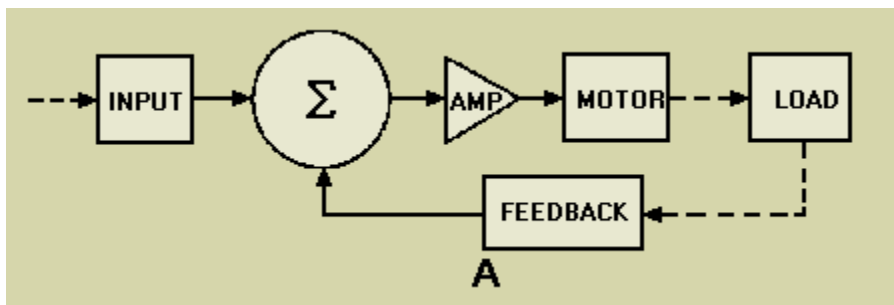 INPUT
Σ
AMP
MOTOR
LOAD
FEEDBACK
A